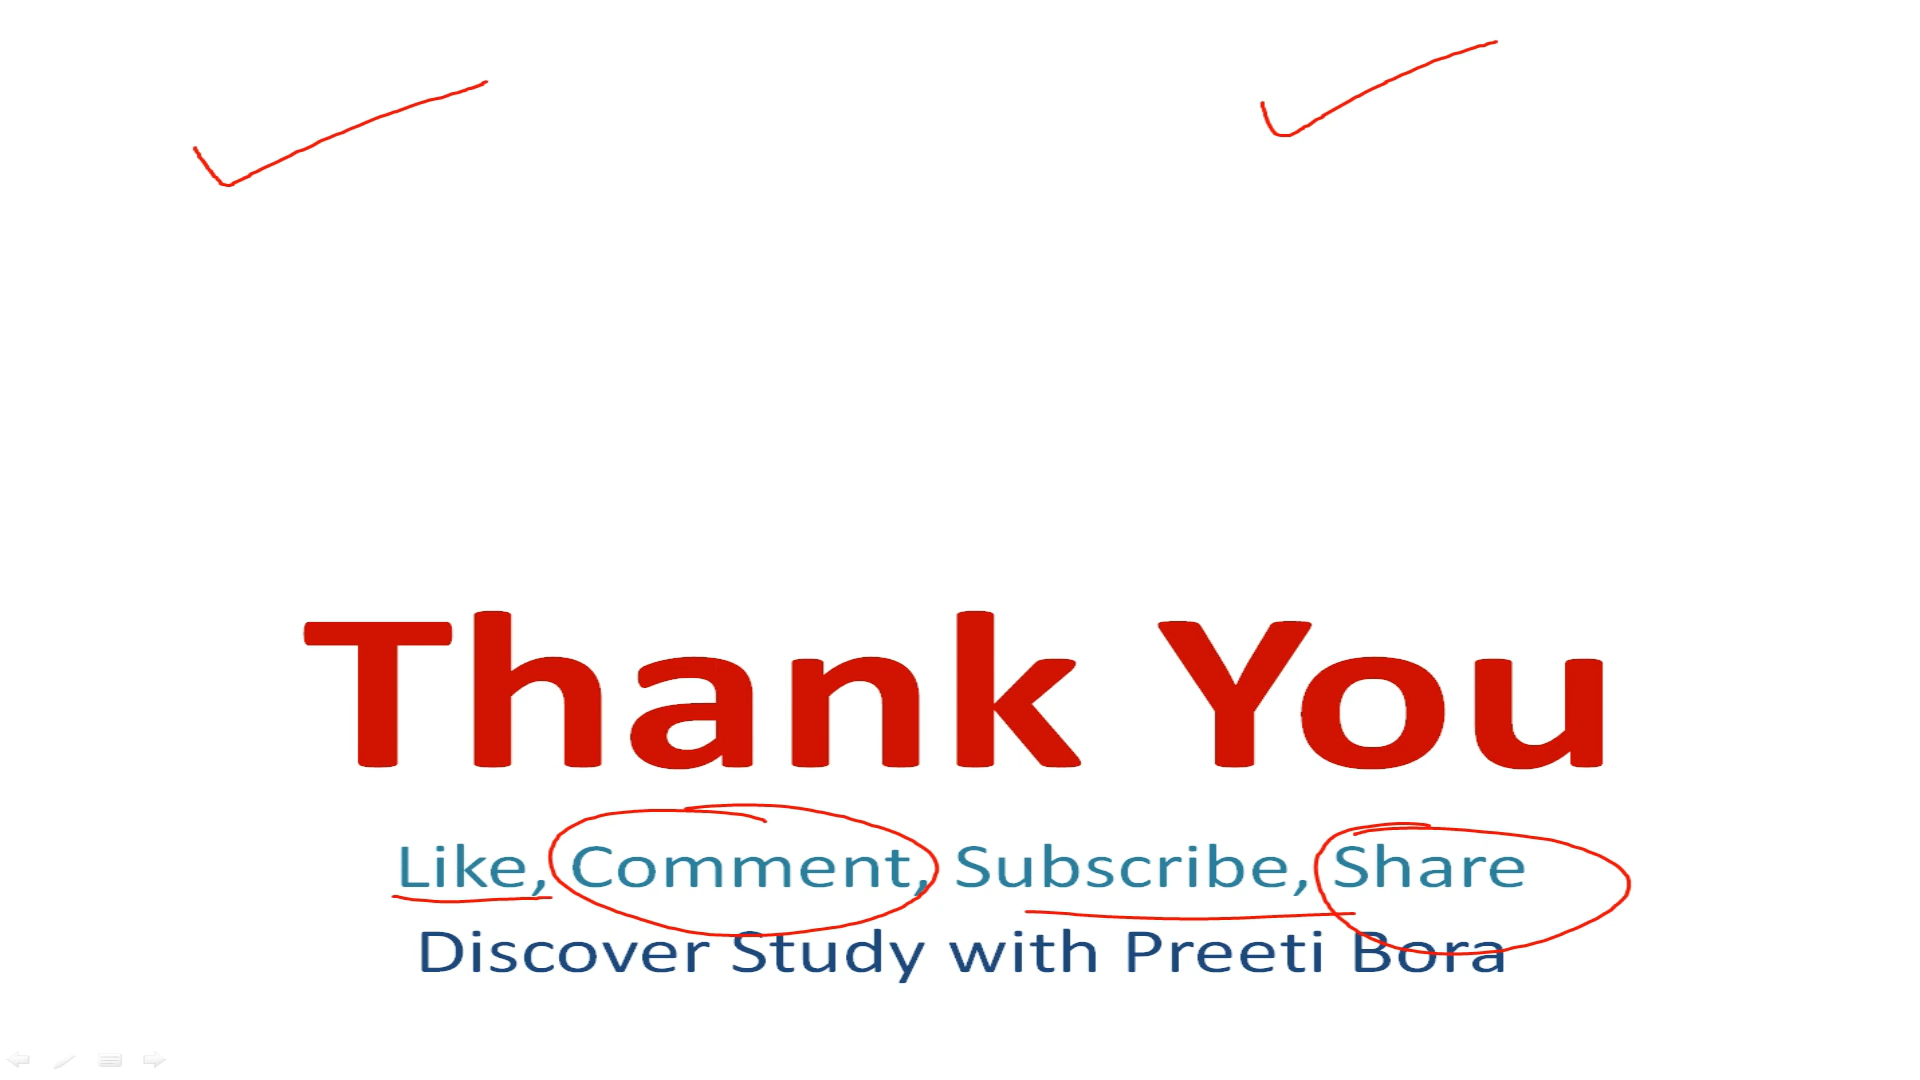 Thank You
Like, Comment, Subscribe, Share
Discover Study with Preeti Bora